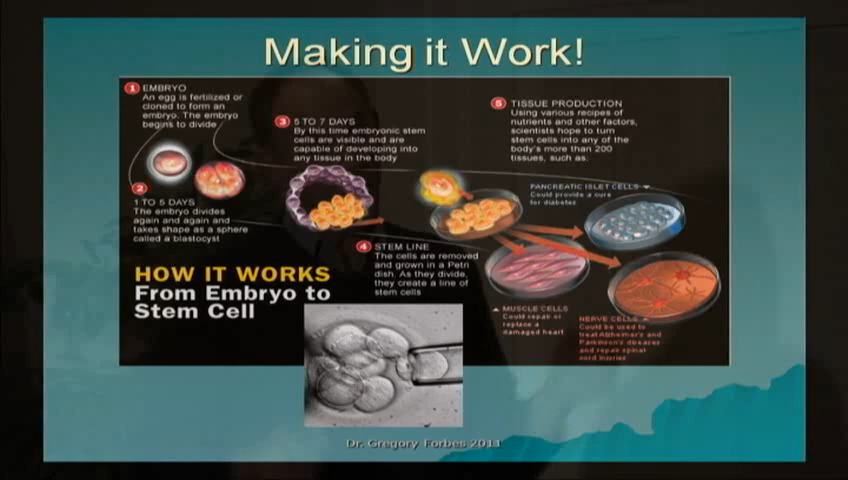 Making it Work!
1 EMBRYO
An egg is fertilized or
cloned to form an
embryo. The embryo
begins to divide
2
1 TO 5 DAYS
The embryo divides
again and again and
takes shape as a sphere
called a blastocyst
3 5 TO 7 DAYS
By this time embryonic stem
cells are visible and are
capable of developing into
any tissue in the body
4 STEM LINE
The cells are removed
and grown in a Petri
dish. As they divide,
they create a line of
stem cells
5 TISSUE PRODUCTION
Using various recipes of
nutrients and other factors,
scientists hope to turn
stem cells into any of the
body's more than 200
tissues, such as:
PANCREATIC ISLET CELLS
Could provide a cure
for diabetes
MUSCLE CELLS
Could repair or
replace a
damaged heart
NERVE CELLS
Could be used to
treat Alzheimer's and
Parkinson's diseases
and repair spinal
cord injuries
HOW IT WORKS
From Embryo to
Stem Cell
Dr. Gregory Forbes 2011